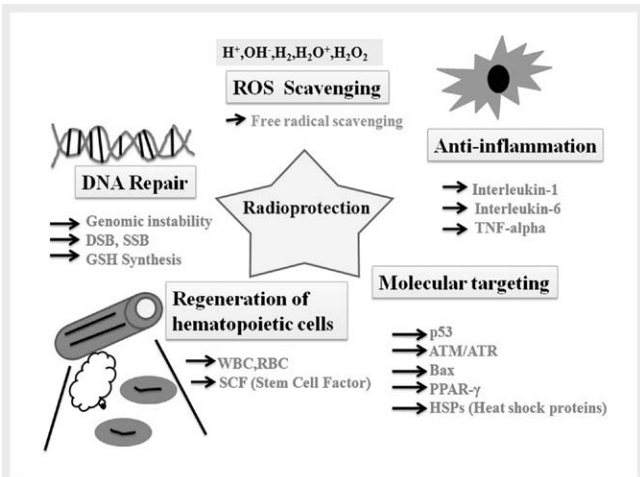 H⁺,OH⁻,H₂,H₂O⁺,H₂O₂
ROS Scavenging
Free radical scavenging
DNA Repair
Genomic instability
DSB, SSB
GSH Synthesis
Radioprotection
Anti-inflammation
Interleukin-1
Interleukin-6
TNF-alpha
Regeneration of
hematopoietic cells
WBC,RBC
SCF (Stem Cell Factor)
Molecular targeting
p53
ATM/ATR
Bax
PPAR-γ
HSPs (Heat shock proteins)